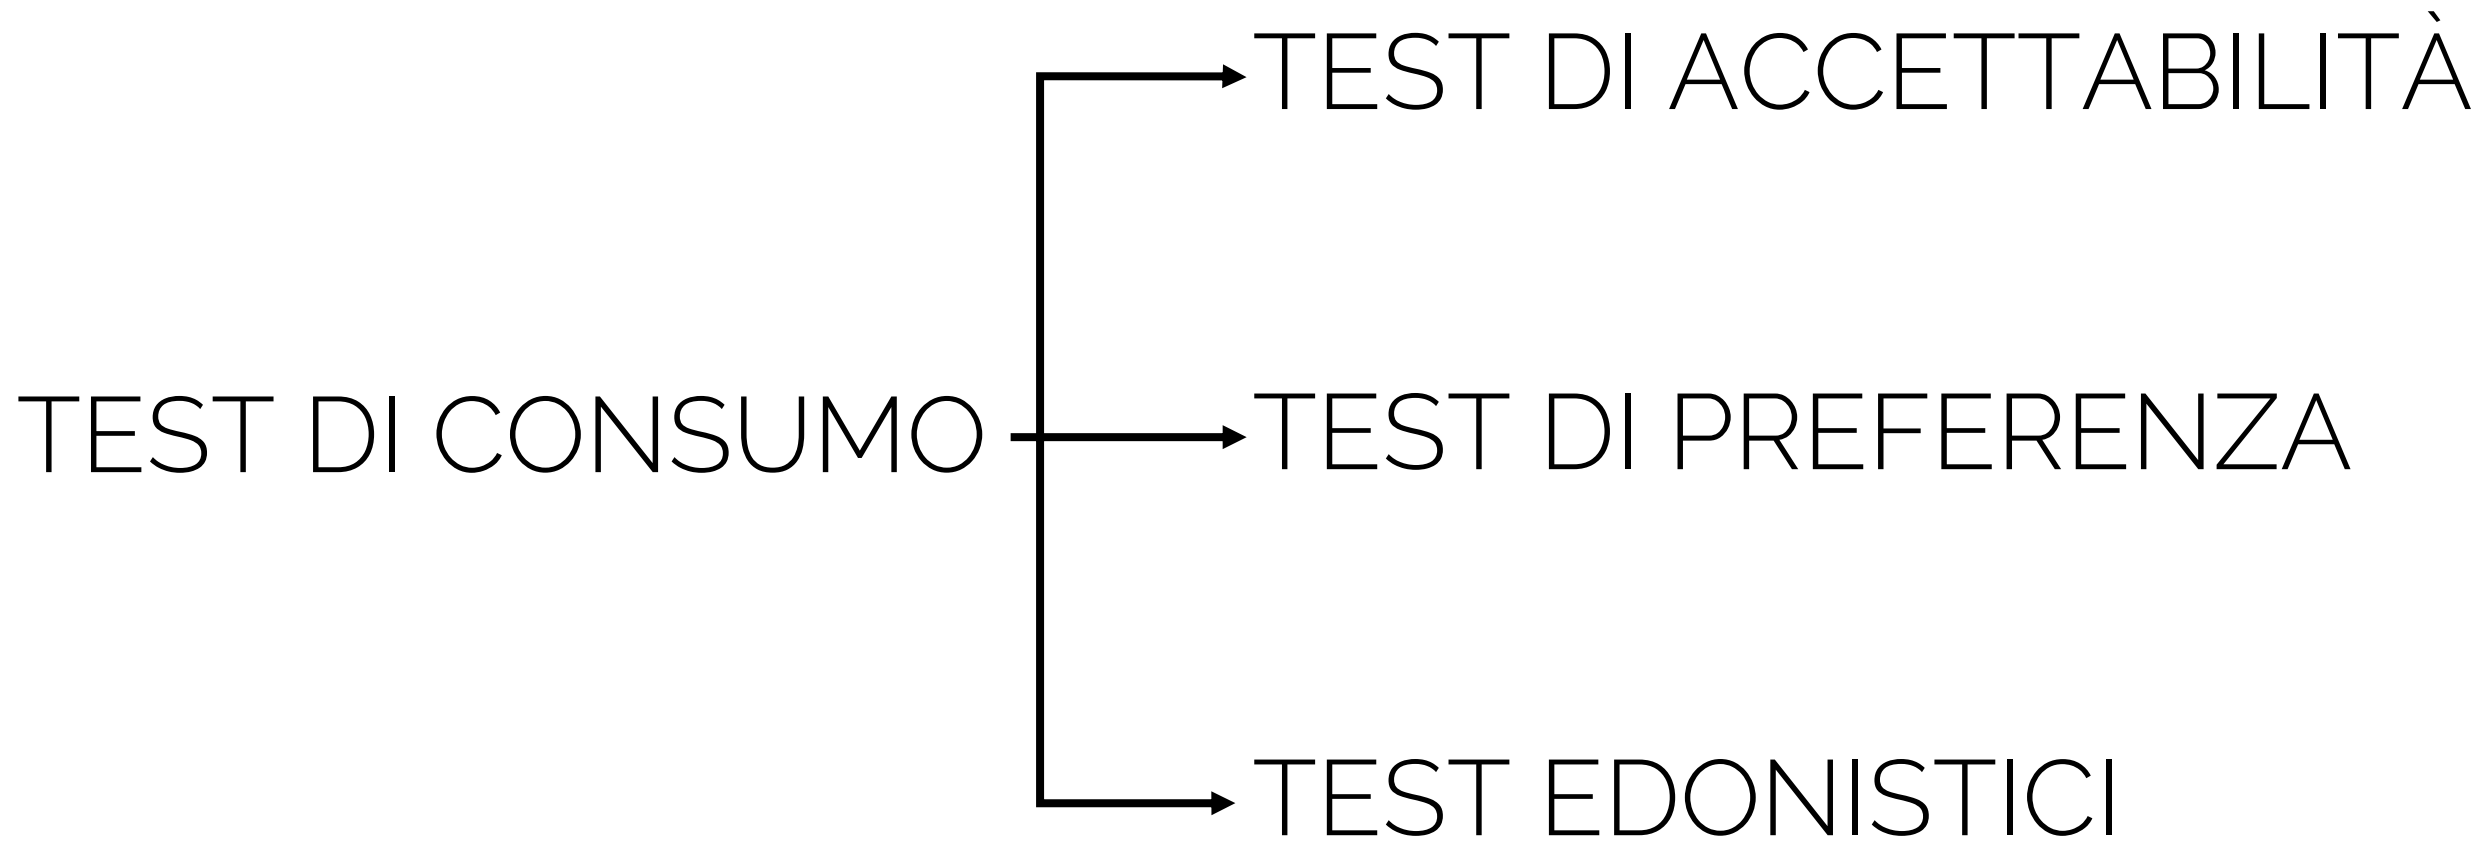 TEST DI ACCETTABILITÀ
TEST DI CONSUMO
TEST DI PREFERENZA
TEST EDONISTICI